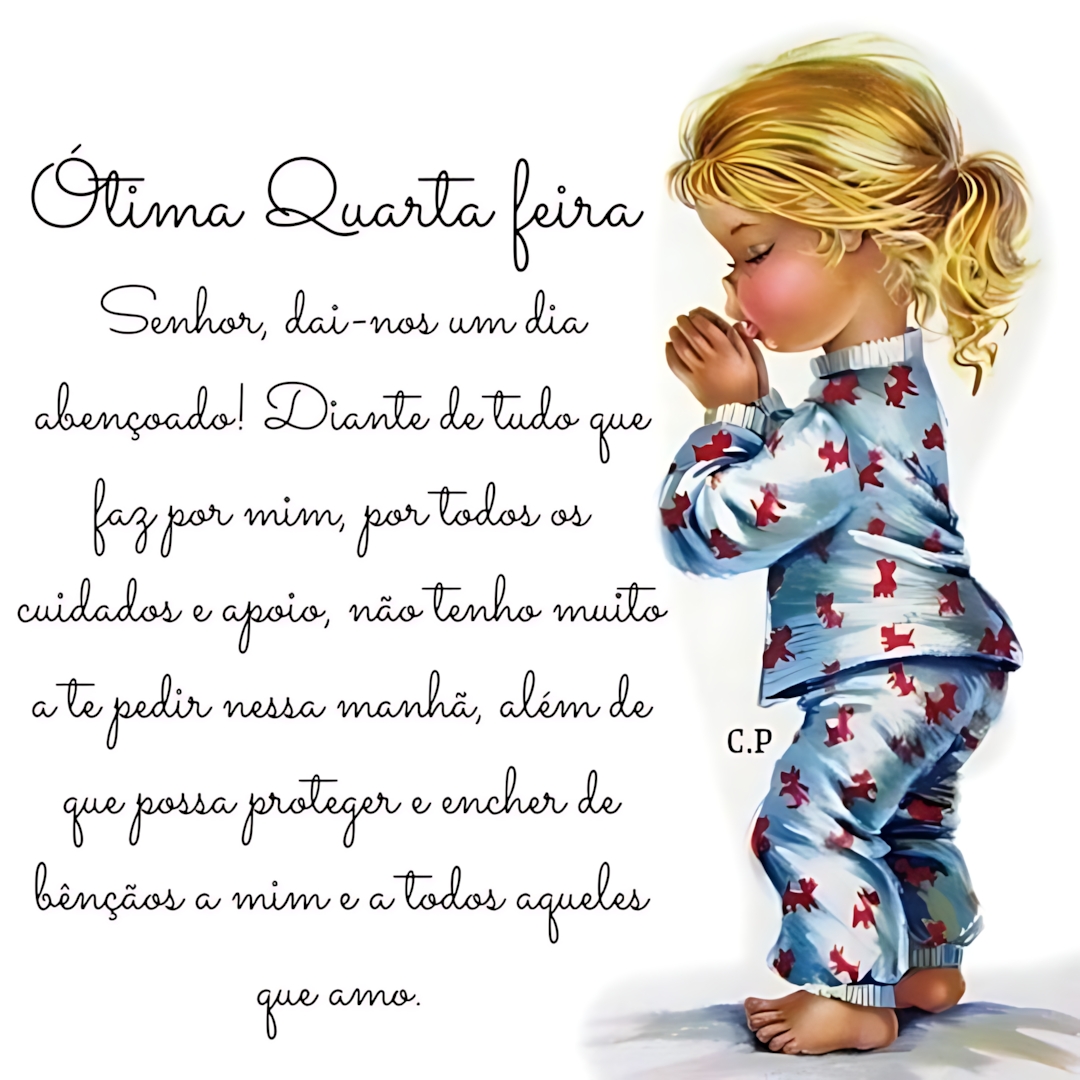 Ótima Quarta feira
Senhor, dai-nos um dia
abençoado! Diante de tudo que
faz por mim, por todos os
cuidados e apoio, não tenho muito
a te pedir nessa manhã, além de
que possa proteger e encher de
bênçãos a mim e a todos aqueles
que amo.
C.P